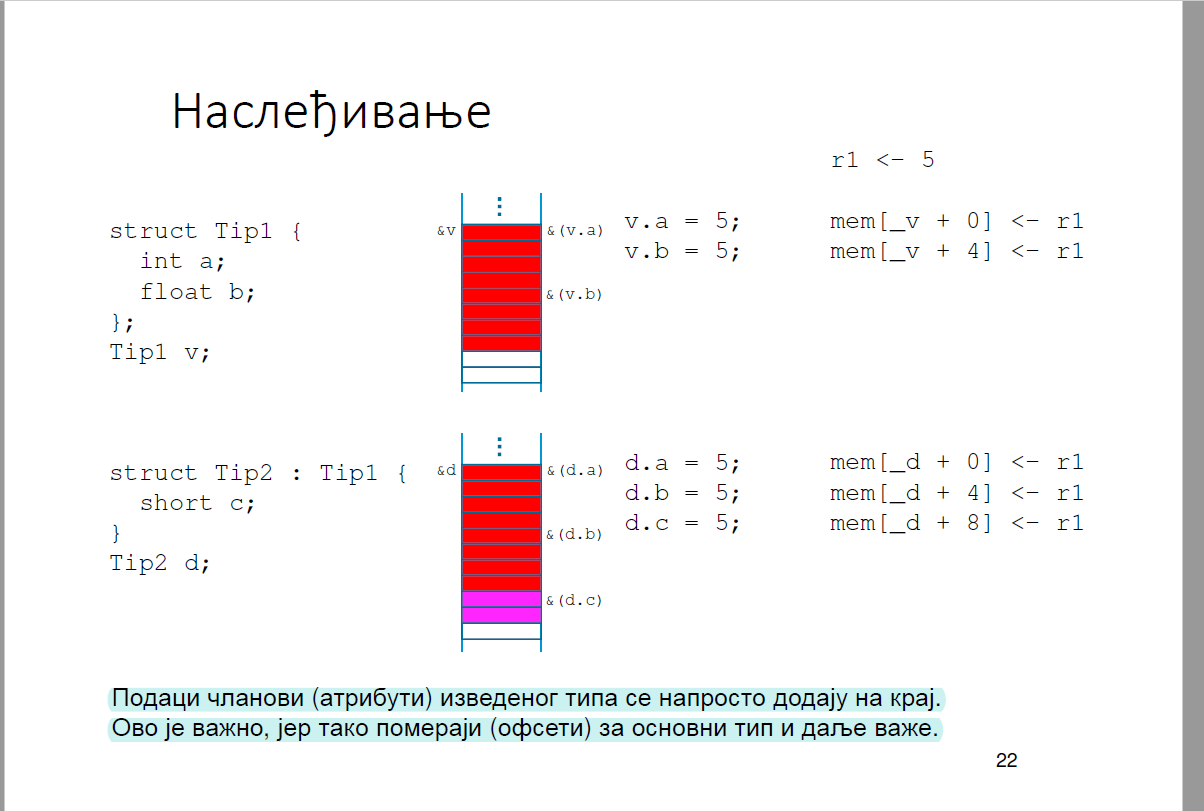 Наслеђивање
r1 <- 5
struct Tip1 {
int a;
float b;
};
Tip1 v;
&v
&(v.a)
&(v.b)
v.a = 5;
v.b = 5;
mem[_v + 0] <- r1
mem[_v + 4] <- r1
struct Tip2 : Tip1 {
short c;
}
Tip2 d;
&d
&(d.a)
&(d.b)
&(d.c)
d.a = 5;
d.b = 5;
d.c = 5;
mem[_d + 0] <- r1
mem[_d + 4] <- r1
mem[_d + 8] <- r1
Подаци чланови (атрибути) изведеног типа се напросто додају на крај.
Ово је важно, јер тако помераји (офсети) за основни тип и даље важе.
22